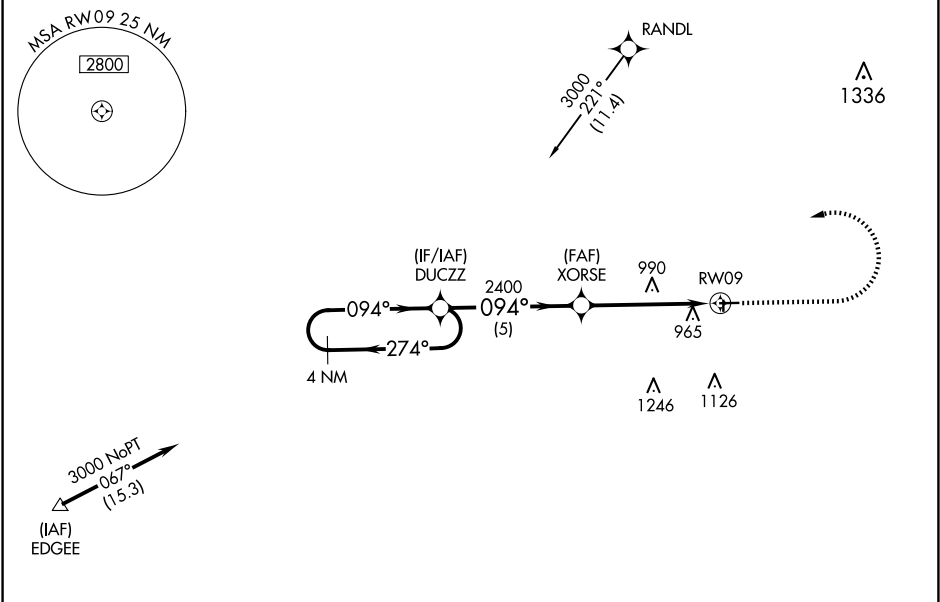 MSA RW09 25 NM
2800
RANDL
3000
221°
(11.4)
1336
(IF/IAF)
DUCZZ
(FAF)
XORSE
990
RW09
2400
094°
094°
(5)
965
274°
4 NM
1246
1126
3000 NoPT
067°
(15.3)
(IAF)
EDGEE